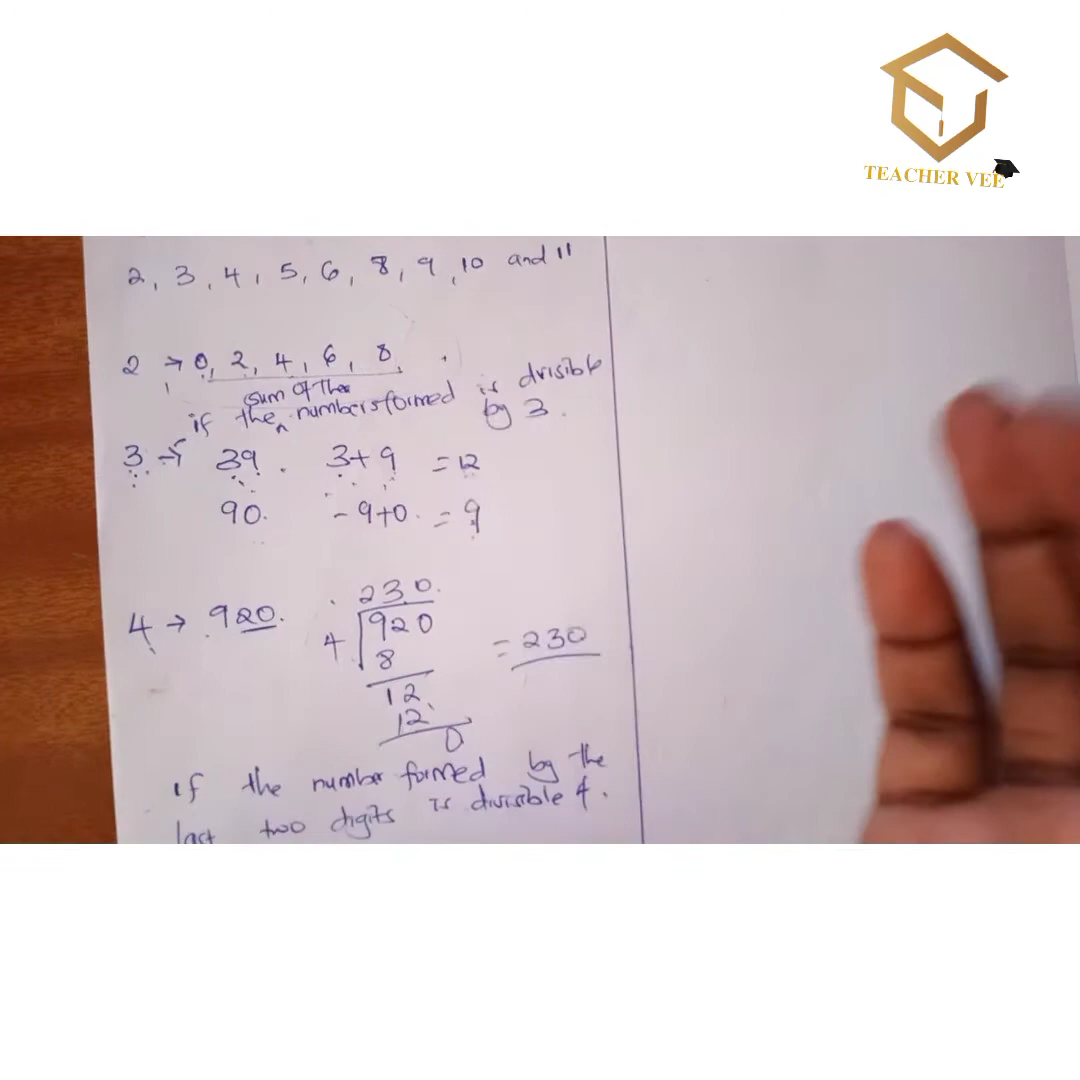 TEACHER VEE
2, 3, 4, 5, 6, 8, 9, 10 and 11
2 → 0, 2, 4, 6, 8,
sum of the
if the ^ numbers formed is divisible
by 3.
3 → 39. 3+9 = 12
90. - 9+0. = 9
230.
4 → 920. 4 920 = 230
8
12
12
0
if the number formed by the
last two digits is divisible 4.